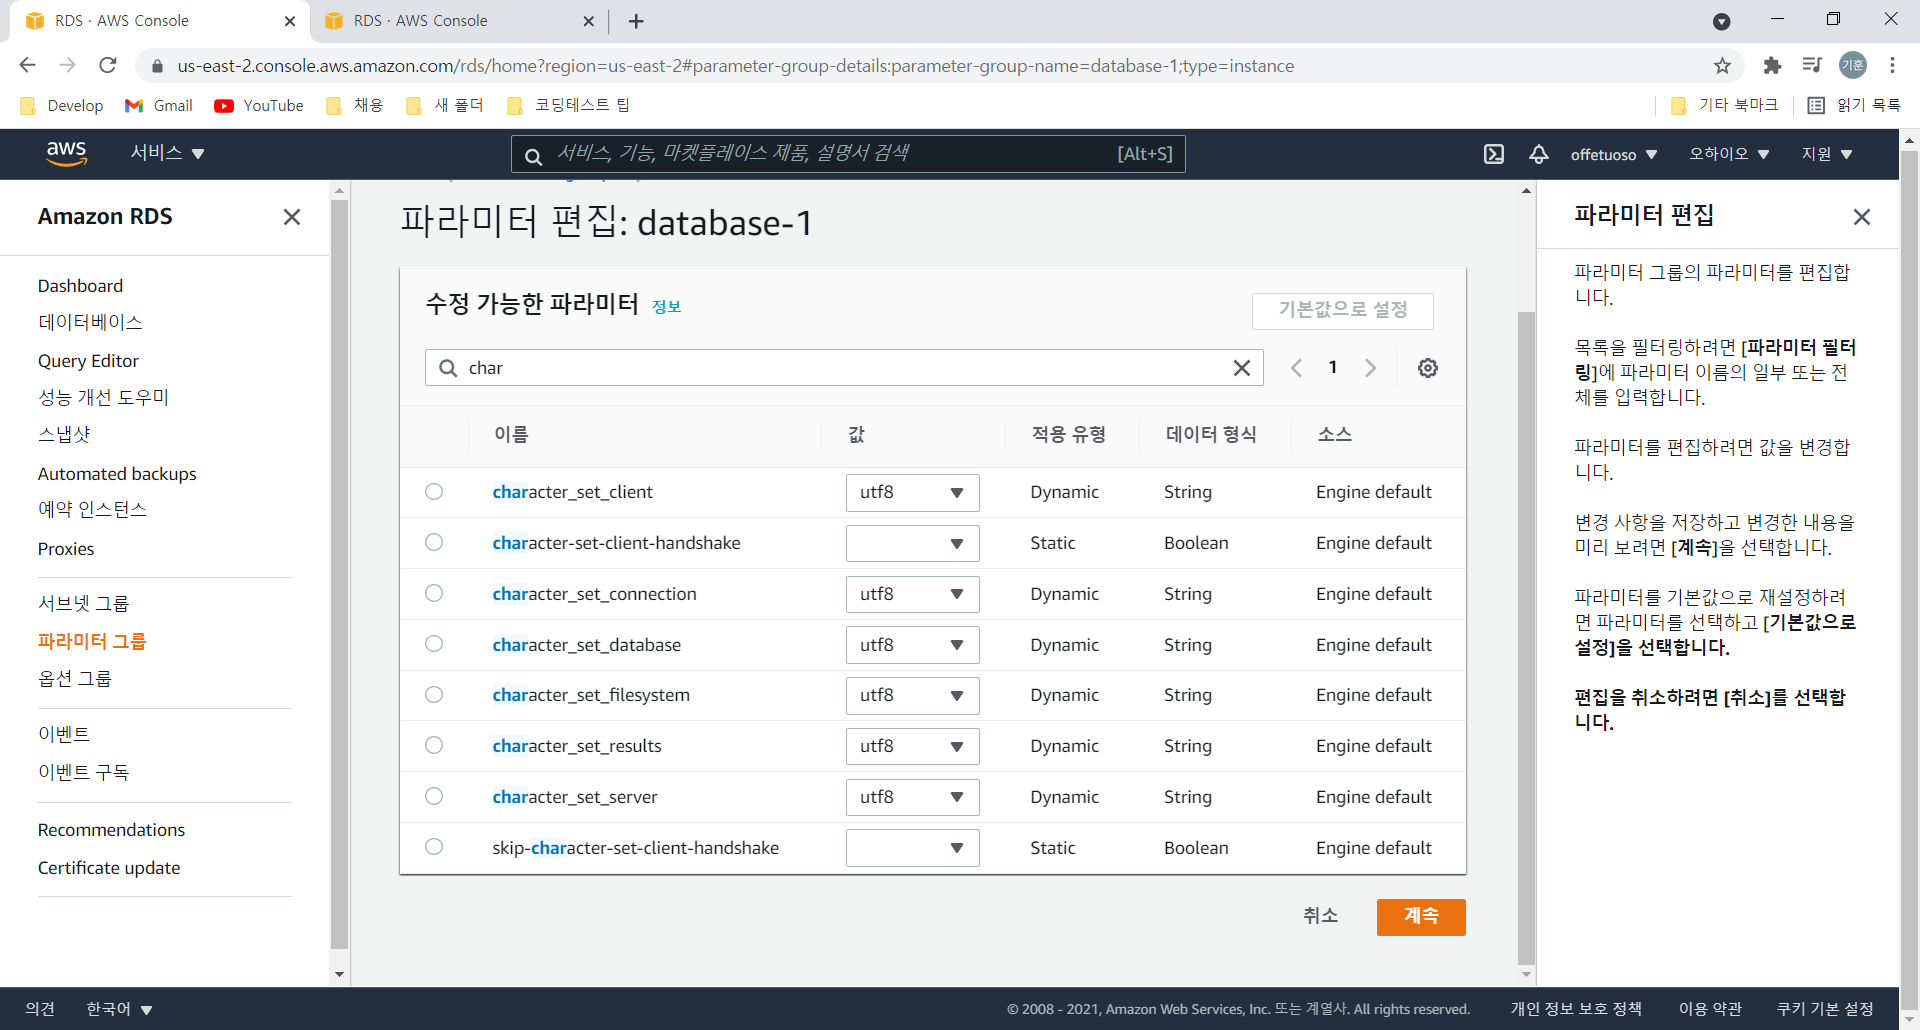 RDS · AWS Console
RDS · AWS Console
us-east-2.console.aws.amazon.com/rds/home?region=us-east-2#parameter-group-details:parameter-group-name=database-1;type=instance
기훈
Develop
Gmail
YouTube
채용
새 폴더
코딩테스트 팁
기타 북마크
읽기 목록
aws
서비스
서비스, 기능, 마켓플레이스 제품, 설명서 검색
[Alt+S]
offetuoso
오하이오
지원
Amazon RDS
Dashboard
데이터베이스
Query Editor
성능 개선 도우미
스냅샷
Automated backups
예약 인스턴스
Proxies
서브넷 그룹
파라미터 그룹
옵션 그룹
이벤트
이벤트 구독
Recommendations
Certificate update
파라미터 편집: database-1
수정 가능한 파라미터 정보
기본값으로 설정
char
1
이름 값 적용 유형 데이터 형식 소스
character_set_client utf8 Dynamic String Engine default
character-set-client-handshake Static Boolean Engine default
character_set_connection utf8 Dynamic String Engine default
character_set_database utf8 Dynamic String Engine default
character_set_filesystem utf8 Dynamic String Engine default
character_set_results utf8 Dynamic String Engine default
character_set_server utf8 Dynamic String Engine default
skip-character-set-client-handshake Static Boolean Engine default
취소
계속
파라미터 편집
파라미터 그룹의 파라미터를 편집합
니다.
목록을 필터링하려면 [파라미터 필터
링]에 파라미터 이름의 일부 또는 전
체를 입력합니다.
파라미터를 편집하려면 값을 변경합
니다.
변경 사항을 저장하고 변경한 내용을
미리 보려면 [계속]을 선택합니다.
파라미터를 기본값으로 재설정하려
면 파라미터를 선택하고 [기본값으로
설정]을 선택합니다.
편집을 취소하려면 [취소]를 선택합
니다.
의견
한국어
© 2008 - 2021, Amazon Web Services, Inc. 또는 계열사. All rights reserved.
개인 정보 보호 정책
이용 약관
쿠키 기본 설정